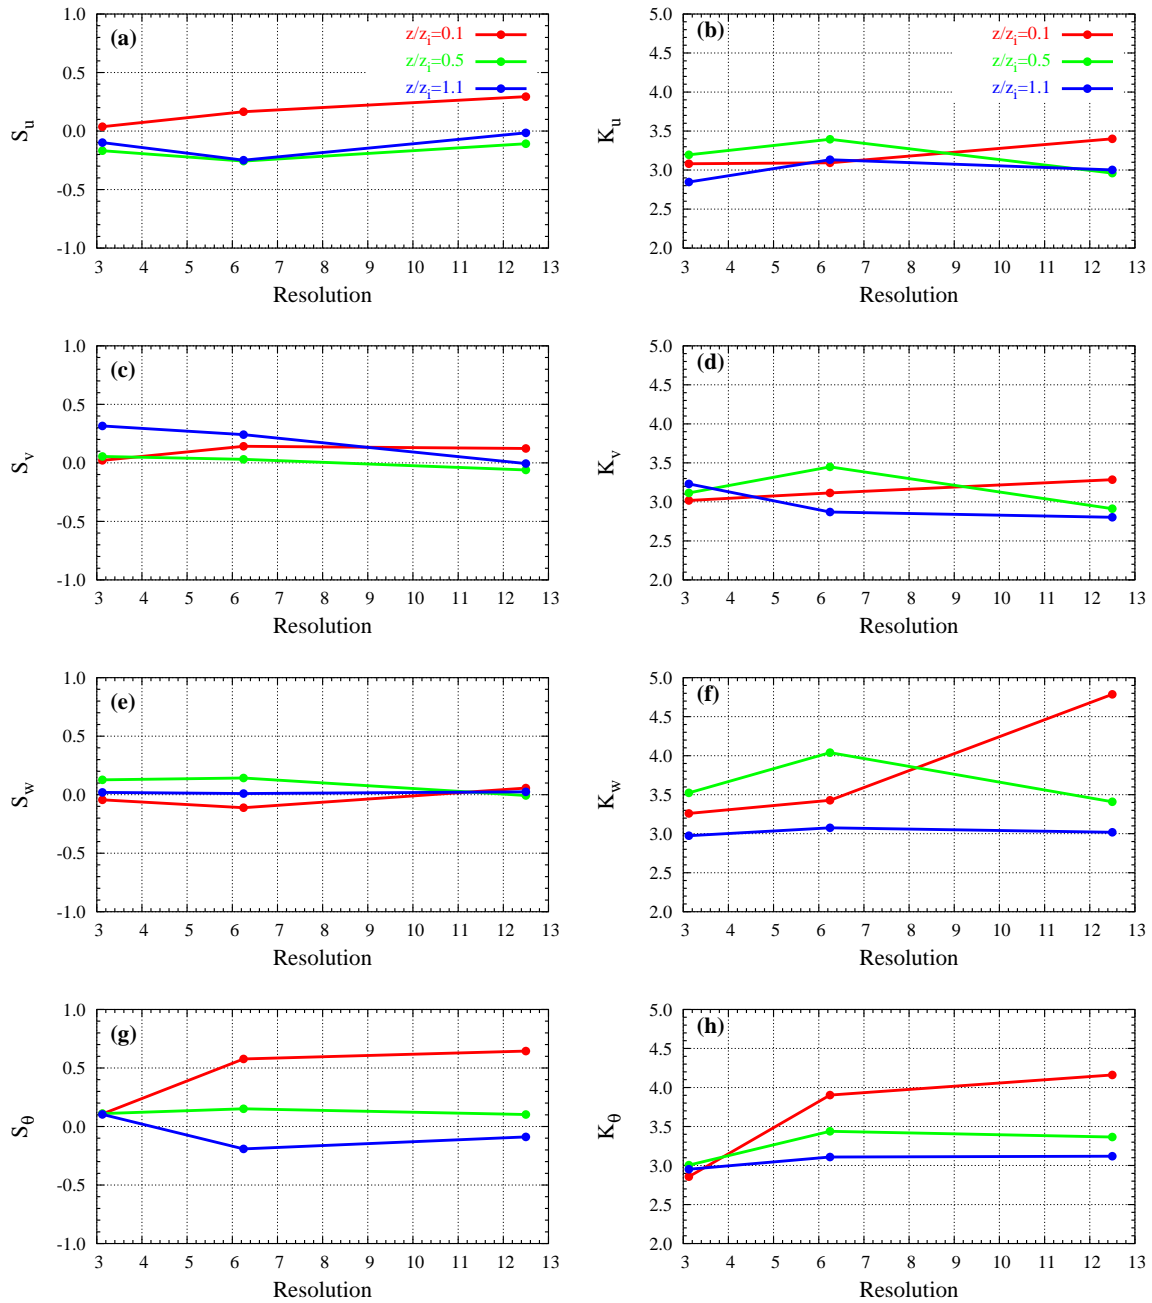 (a)
z/z_i=0.1
z/z_i=0.5
z/z_i=1.1
1.0
0.5
0.0
-0.5
-1.0
S_u
3 4 5 6 7 8 9 10 11 12 13
Resolution
(b)
z/z_i=0.1
z/z_i=0.5
z/z_i=1.1
5.0
4.5
4.0
3.5
3.0
2.5
2.0
K_u
3 4 5 6 7 8 9 10 11 12 13
Resolution
(c)
1.0
0.5
0.0
-0.5
-1.0
S_v
3 4 5 6 7 8 9 10 11 12 13
Resolution
(d)
5.0
4.5
4.0
3.5
3.0
2.5
2.0
K_v
3 4 5 6 7 8 9 10 11 12 13
Resolution
(e)
1.0
0.5
0.0
-0.5
-1.0
S_w
3 4 5 6 7 8 9 10 11 12 13
Resolution
(f)
5.0
4.5
4.0
3.5
3.0
2.5
2.0
K_w
3 4 5 6 7 8 9 10 11 12 13
Resolution
(g)
1.0
0.5
0.0
-0.5
-1.0
S_θ
3 4 5 6 7 8 9 10 11 12 13
Resolution
(h)
5.0
4.5
4.0
3.5
3.0
2.5
2.0
K_θ
3 4 5 6 7 8 9 10 11 12 13
Resolution